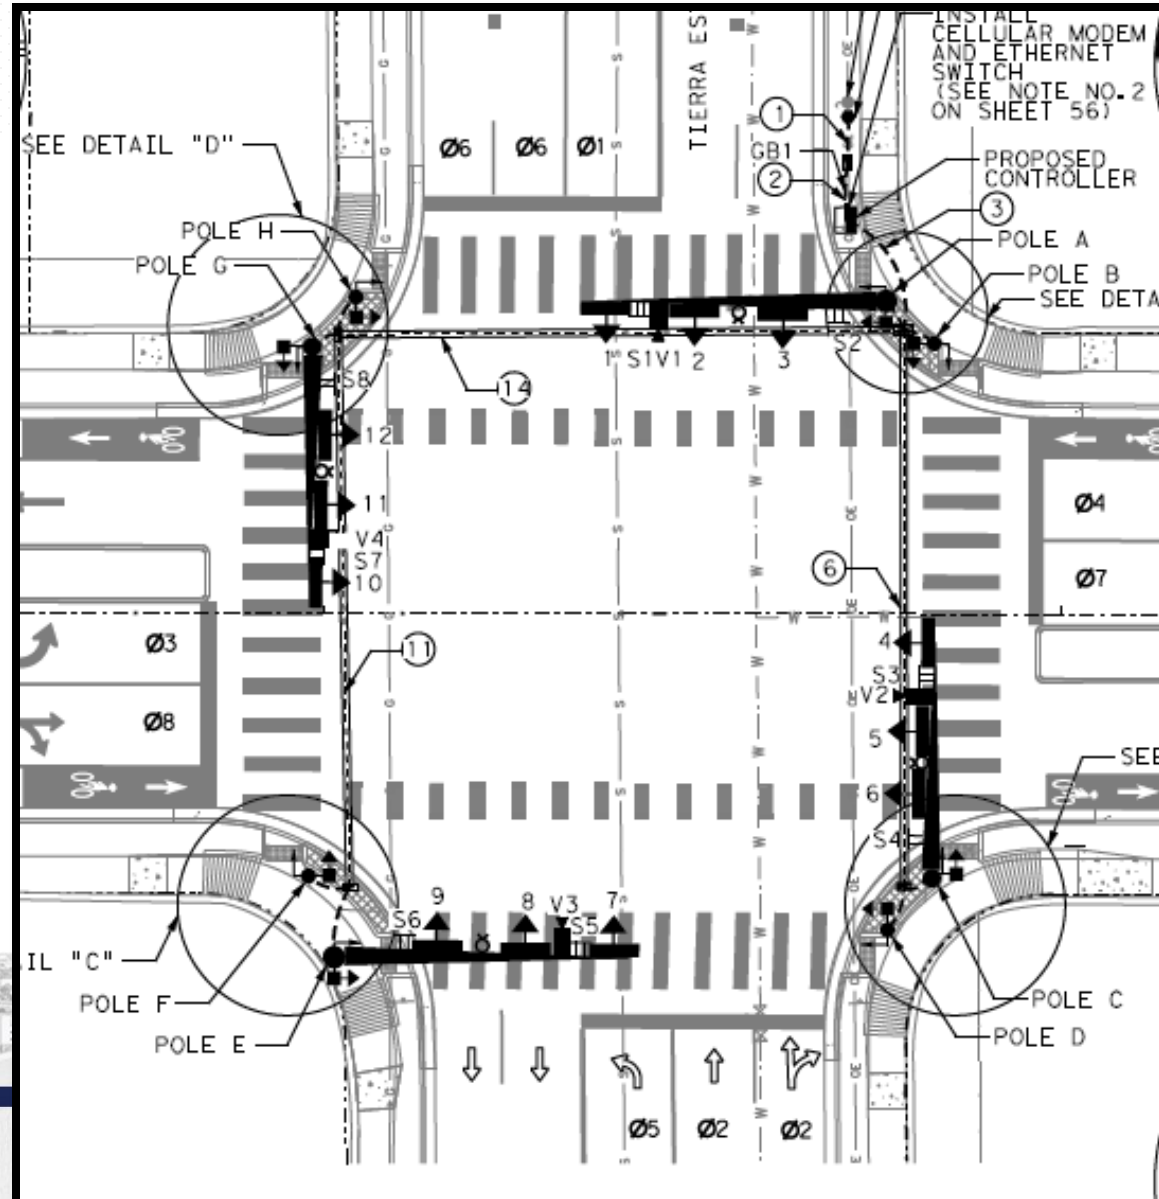 INSTALL
CELLULAR MODEM
AND ETHERNET
SWITCH
(SEE NOTE NO.2
ON SHEET 56)
TIERRA ES
OE
G
S
W
1
SEE DETAIL "D"
Ø6
Ø6
Ø1
GB1
PROPOSED
CONTROLLER
2
3
POLE H
POLE A
POLE G
POLE B
SEE DETA
1
S1
V1
2
3
S2
14
S8
12
11
V4
S7
10
Ø4
6
Ø7
Ø3
11
4
S3
V2
Ø8
5
SEE
6
S4
9
8
V3
7
S6
S5
IL "C"
POLE F
POLE C
POLE E
POLE D
Ø5
Ø2
Ø2